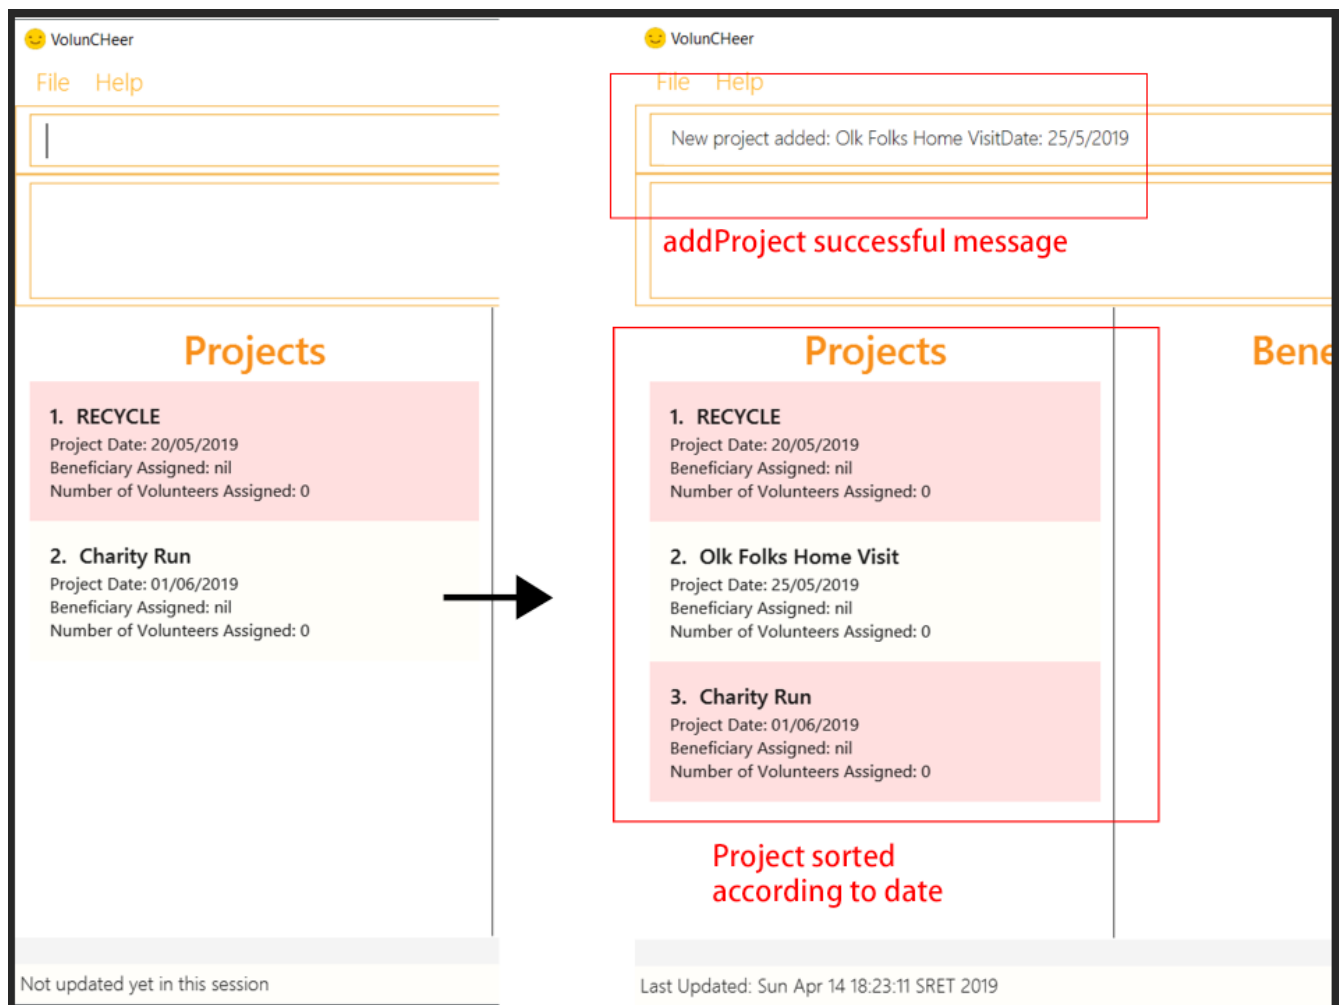 VolunCHeer
File Help
Projects
1. RECYCLE
Project Date: 20/05/2019
Beneficiary Assigned: nil
Number of Volunteers Assigned: 0
2. Charity Run
Project Date: 01/06/2019
Beneficiary Assigned: nil
Number of Volunteers Assigned: 0
Not updated yet in this session
VolunCHeer
File Help
New project added: Olk Folks Home VisitDate: 25/5/2019
addProject successful message
Projects
Bene
1. RECYCLE
Project Date: 20/05/2019
Beneficiary Assigned: nil
Number of Volunteers Assigned: 0
2. Olk Folks Home Visit
Project Date: 25/05/2019
Beneficiary Assigned: nil
Number of Volunteers Assigned: 0
3. Charity Run
Project Date: 01/06/2019
Beneficiary Assigned: nil
Number of Volunteers Assigned: 0
Project sorted
according to date
Last Updated: Sun Apr 14 18:23:11 SRET 2019